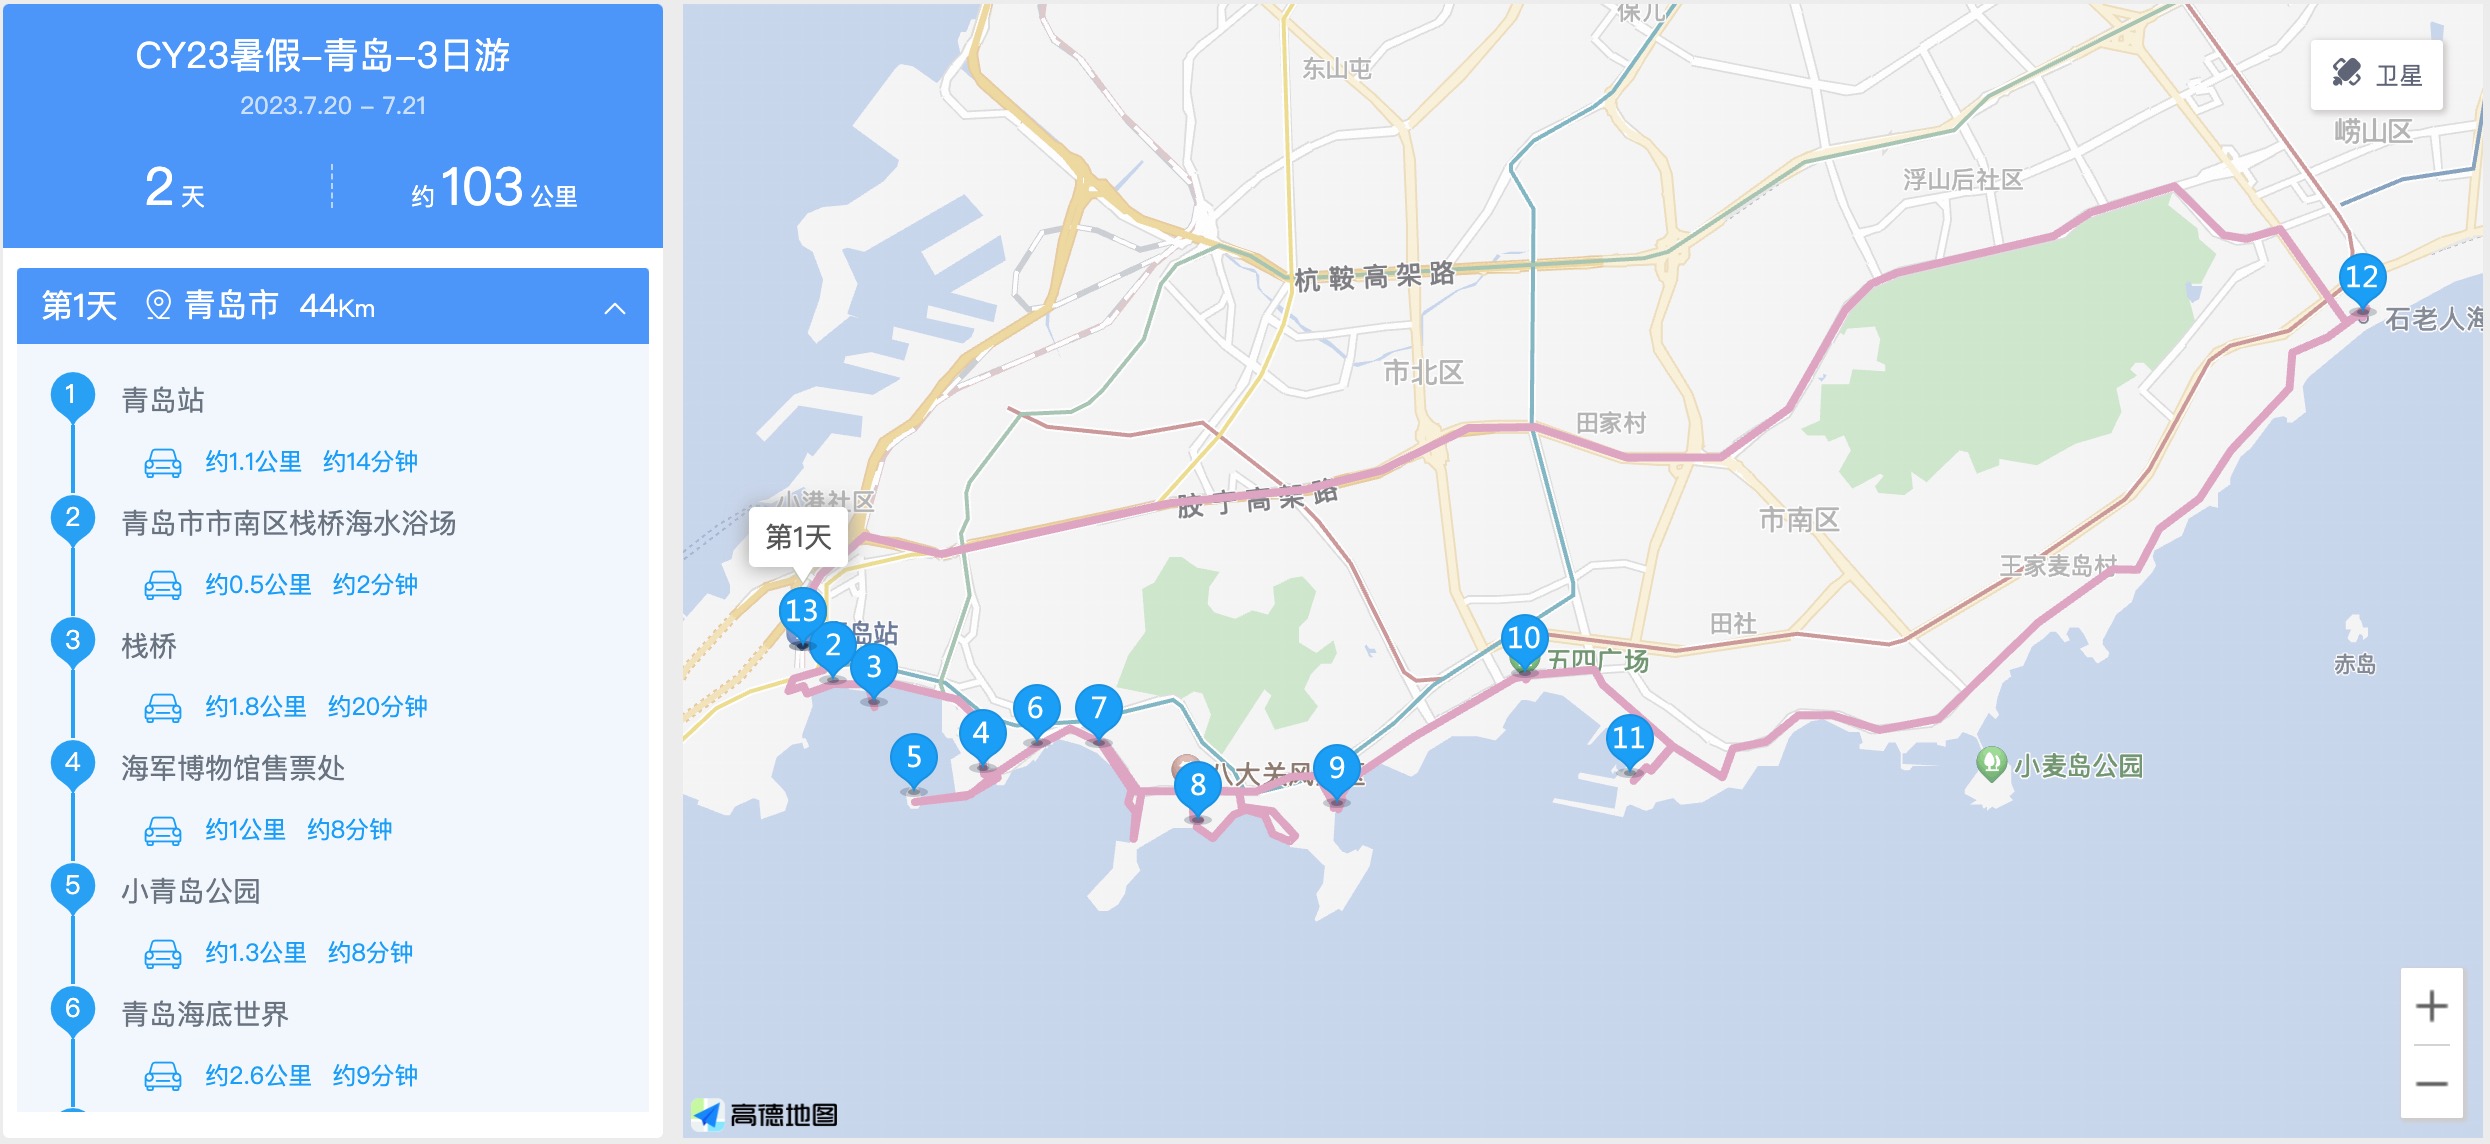 CY23暑假-青岛-3日游
2023.7.20 - 7.21
2天
约103公里
第1天 青岛市 44Km
1 青岛站
约1.1公里 约14分钟
2 青岛市市南区栈桥海水浴场
约0.5公里 约2分钟
3 栈桥
约1.8公里 约20分钟
4 海军博物馆售票处
约1公里 约8分钟
5 小青岛公园
约1.3公里 约8分钟
6 青岛海底世界
约2.6公里 约9分钟
保儿
东山屯
卫星
崂山区
浮山后社区
杭鞍高架路
12
石老人海
市北区
田家村
小港社区
胶宁高架路
市南区
第1天
王家麦岛村
13
2
岛站
3
田社
10
五四广场
赤岛
6
7
4
5
11
八大关风
9
8
小麦岛公园
高德地图